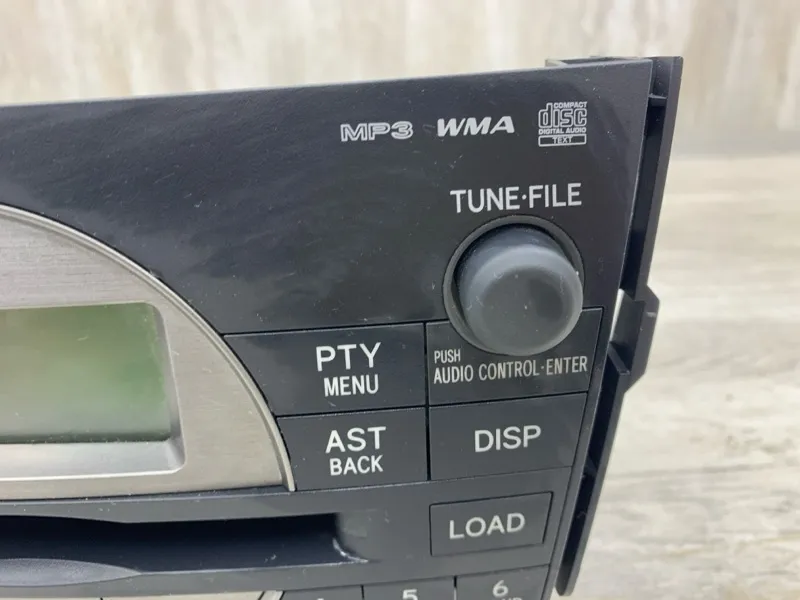 MP3 WMA COMPACT
disc
DIGITAL AUDIO
TEXT
TUNE·FILE
PUSH
AUDIO CONTROL·ENTER
PTY
MENU
AST
BACK
DISP
LOAD
5 6